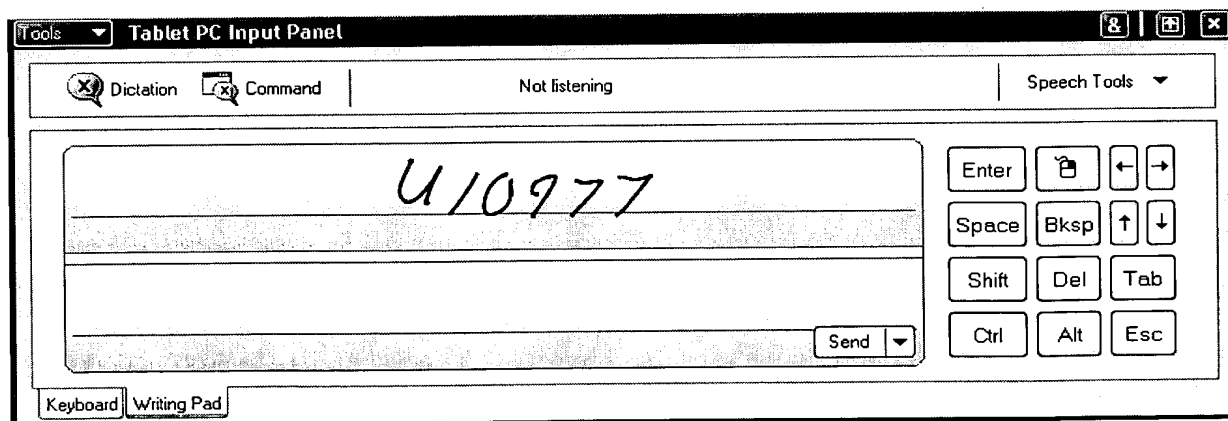 Tools Tablet PC Input Panel
Dictation Command Not listening Speech Tools
U10977
Enter
Space Bksp
Shift Del Tab
Send
Ctrl Alt Esc
Keyboard Writing Pad